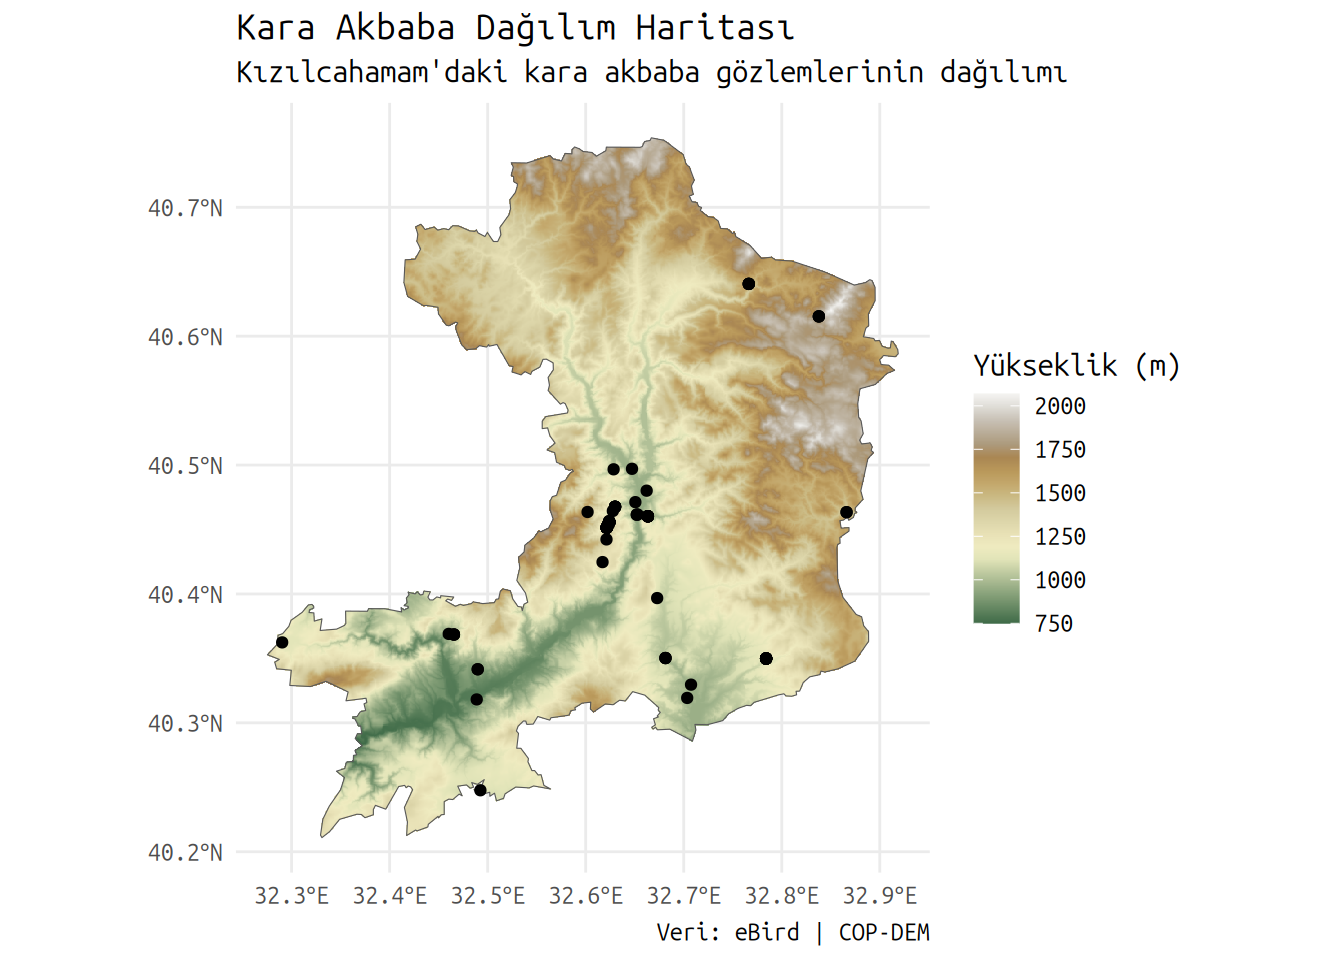 Kara Akbaba Dağılım Haritası
Kızılcahamam'daki kara akbaba gözlemlerinin dağılımı
40.7°N
40.6°N
40.5°N
40.4°N
40.3°N
40.2°N
32.3°E 32.4°E 32.5°E 32.6°E 32.7°E 32.8°E 32.9°E
Yükseklik (m)
2000
1750
1500
1250
1000
750
Veri: eBird | COP-DEM